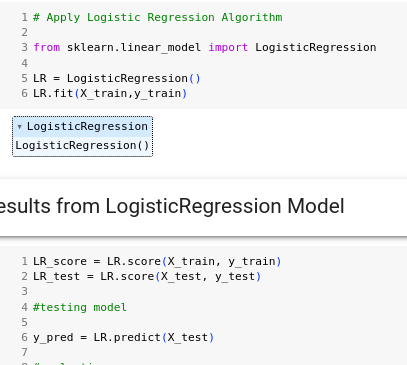 1 # Apply Logistic Regression Algorithm
2
3 from sklearn.linear_model import LogisticRegression
4
5 LR = LogisticRegression()
6 LR.fit(X_train,y_train)
▾ LogisticRegression
LogisticRegression()
esults from LogisticRegression Model
1 LR_score = LR.score(X_train, y_train)
2 LR_test = LR.score(X_test, y_test)
3
4 #testing model
5
6 y_pred = LR.predict(X_test)
7